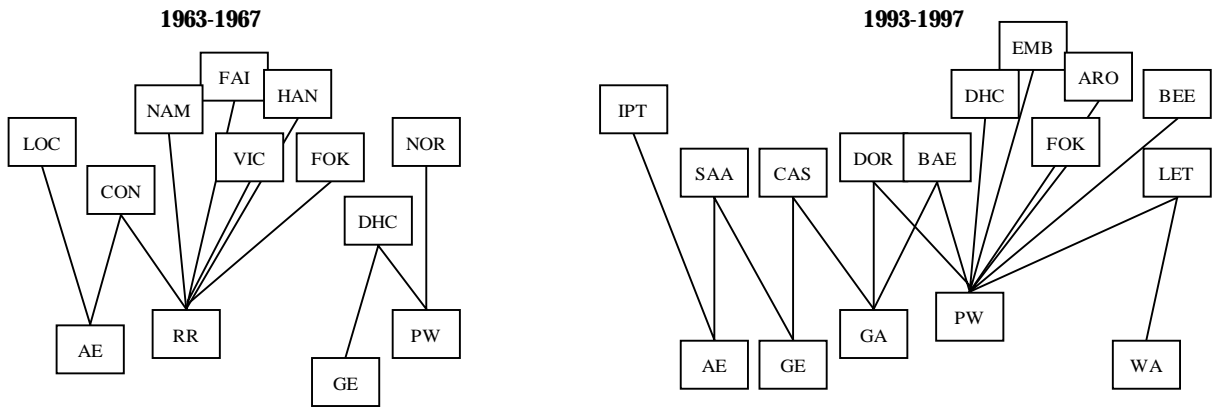 1963-1967
FAI
HAN
NAM
LOC
VIC
FOK
NOR
CON
DHC
RR
PW
AE
GE
1993-1997
EMB
ARO
DHC
BEE
IPT
FOK
DOR
BAE
LET
SAA
CAS
PW
GA
AE
GE
WA